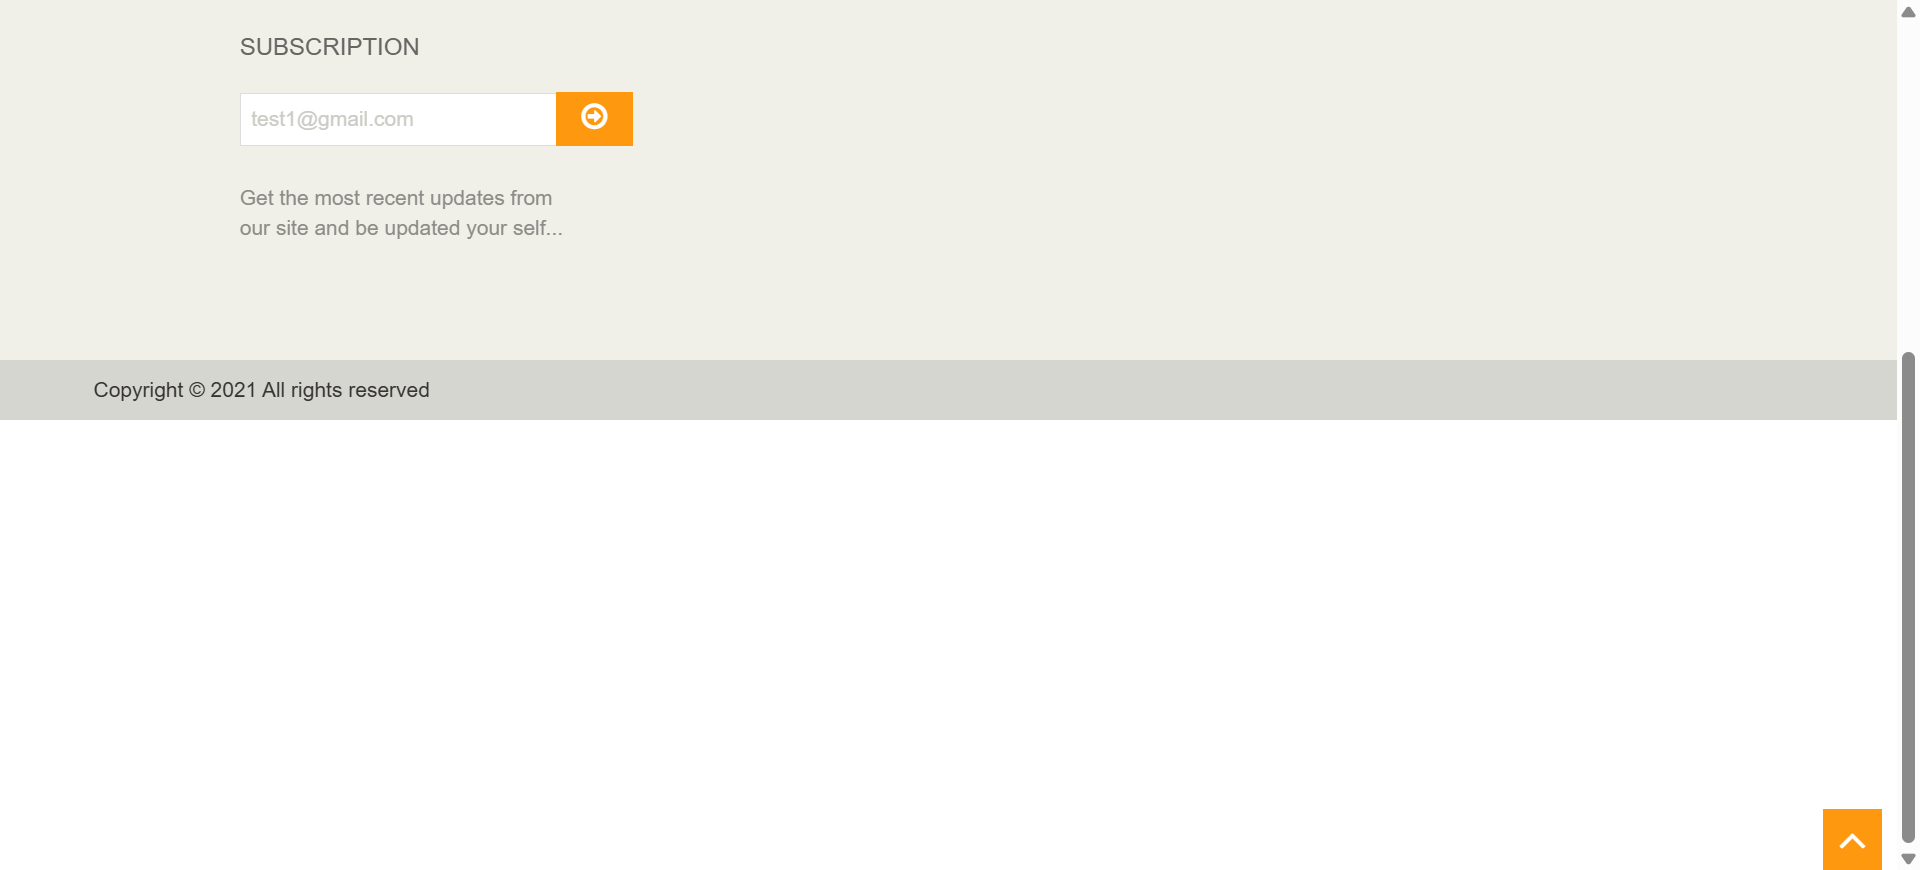 SUBSCRIPTION
test1@gmail.com
Get the most recent updates from
our site and be updated your self...
Copyright © 2021 All rights reserved